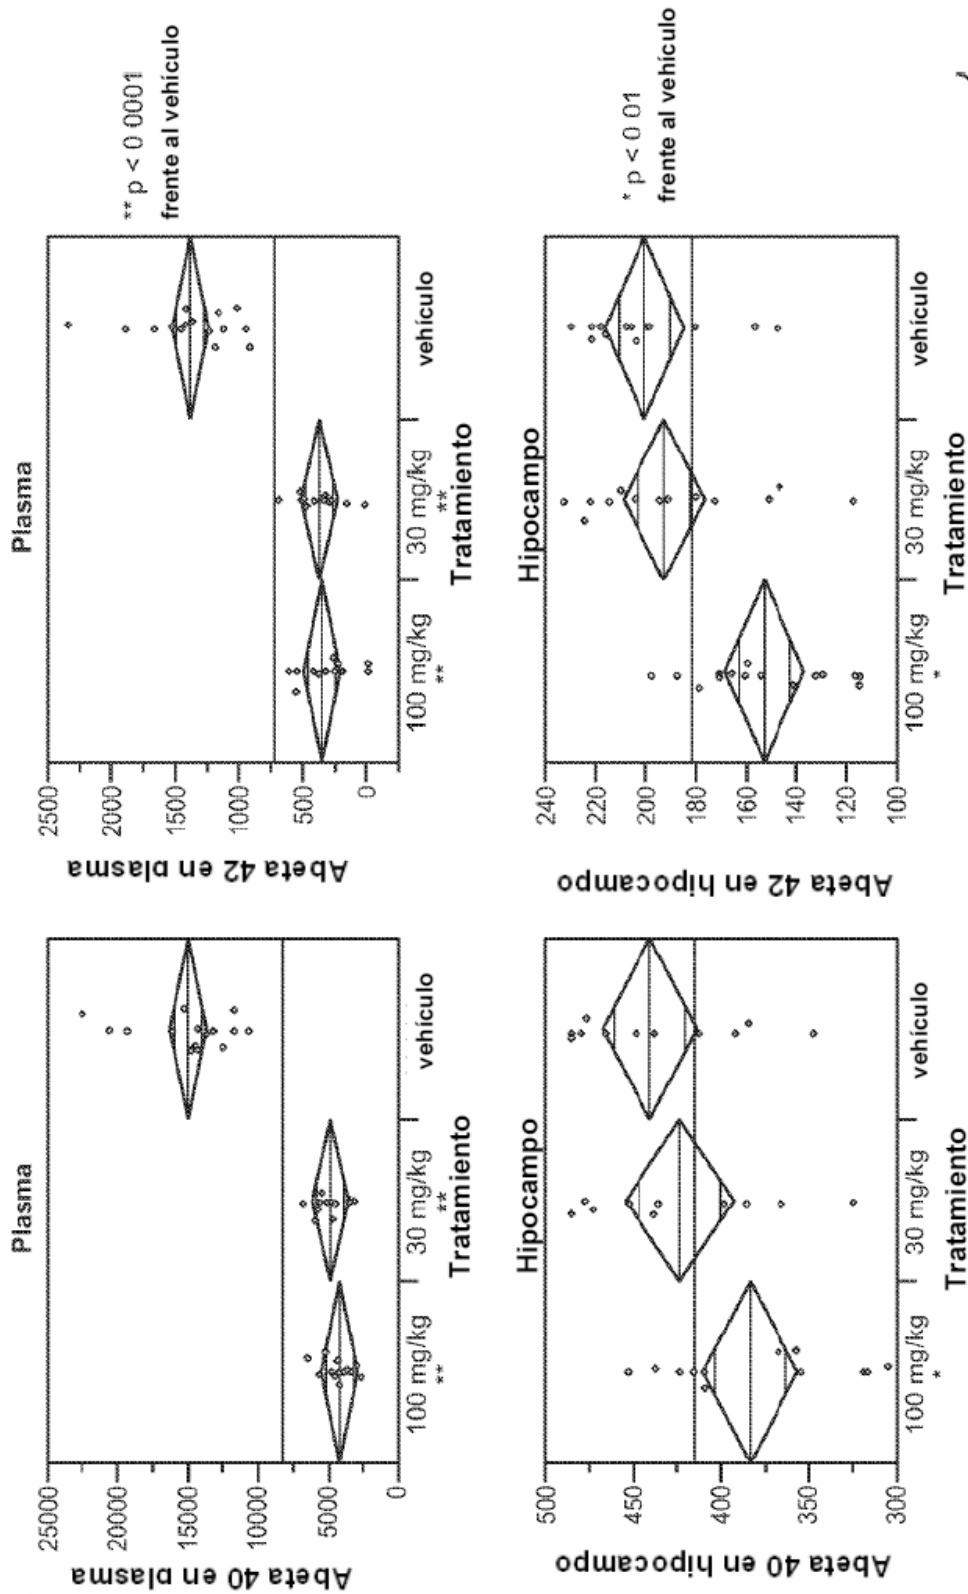 Plasma
Abeta 40 en plasma
25000
20000
15000
10000
5000
0
100 mg/kg
30 mg/kg
vehículo
**
**
Tratamiento
Plasma
Abeta 42 en plasma
2500
2000
1500
1000
500
0
100 mg/kg
30 mg/kg
vehículo
**
**
Tratamiento
**p < 0 0001
frente al vehículo
Hipocampo
Abeta 40 en hipocampo
500
450
400
350
300
100 mg/kg
30 mg/kg
vehículo
*
Tratamiento
Hipocampo
Abeta 42 en hipocampo
240
220
200
180
160
140
120
100
100 mg/kg
30 mg/kg
vehículo
*
Tratamiento
* p < 0 01
frente al vehículo